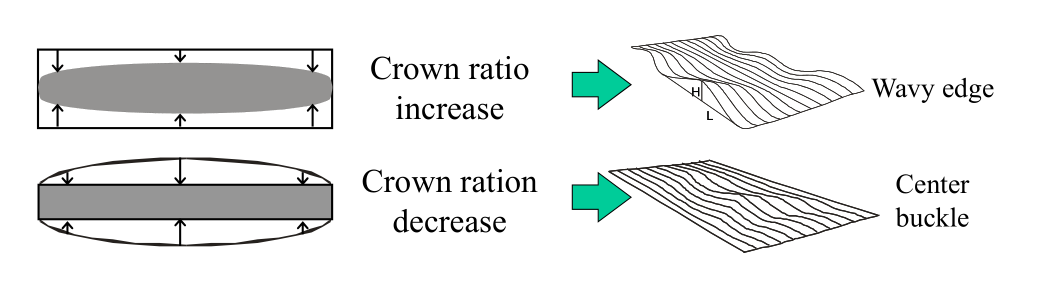 Crown ratio
increase
H
L
Wavy edge
Crown ration
decrease
Center
buckle